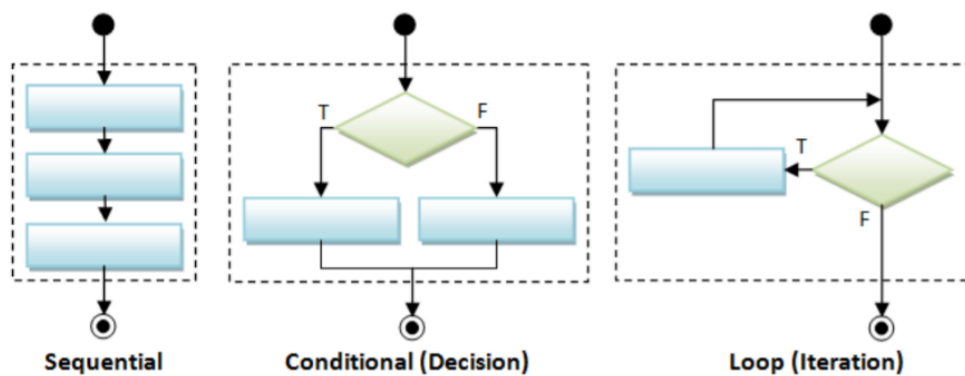 T
F
T
F
Sequential
Conditional (Decision)
Loop (Iteration)